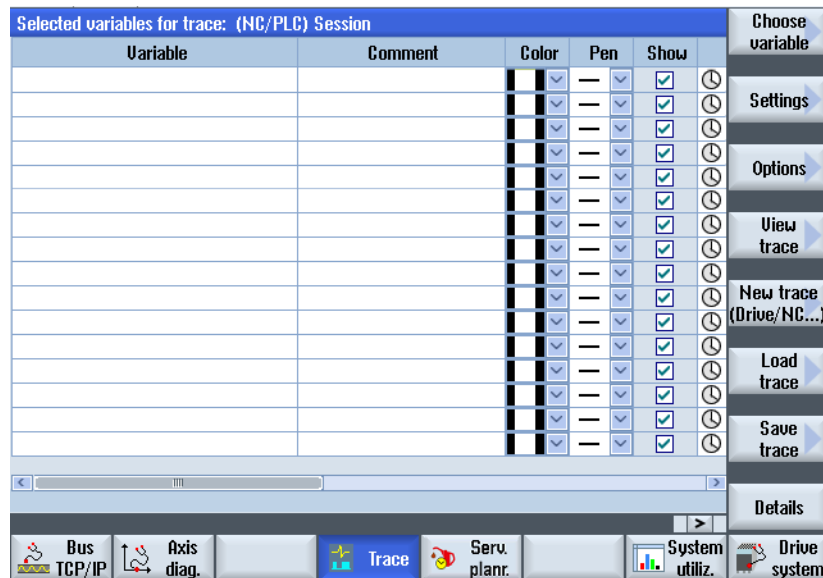 Selected variables for trace: (NC/PLC) Session
Variable Comment Color Pen Show
Choose
variable
Settings
Options
View
trace
New trace
(Drive/NC...)
Load
trace
Save
trace
Details
>
Bus
TCP/IP
Axis
diag.
Trace
Serv.
planr.
System
utiliz.
Drive
system